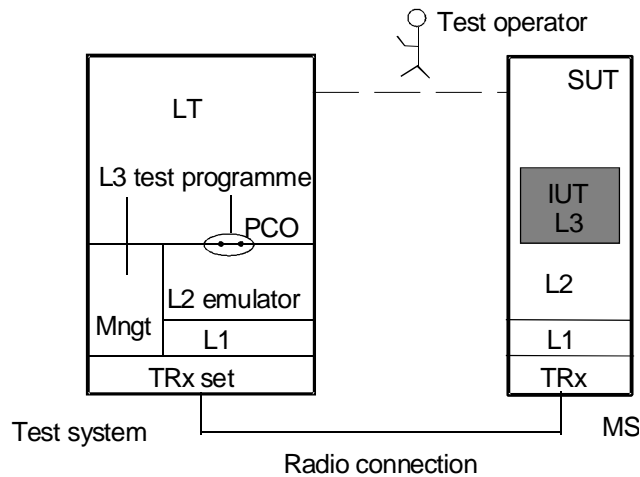 Test operator
LT
SUT
L3 test programme
IUT
L3
PCO
L2 emulator
L2
Mngt
L1
L1
TRx set
TRx
Test system
MS
Radio connection